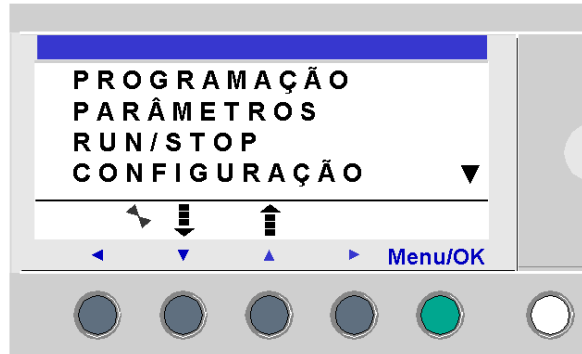 PROGRAMAÇÃO
PARÂMETROS
RUN/STOP
CONFIGURAÇÃO
Menu/OK